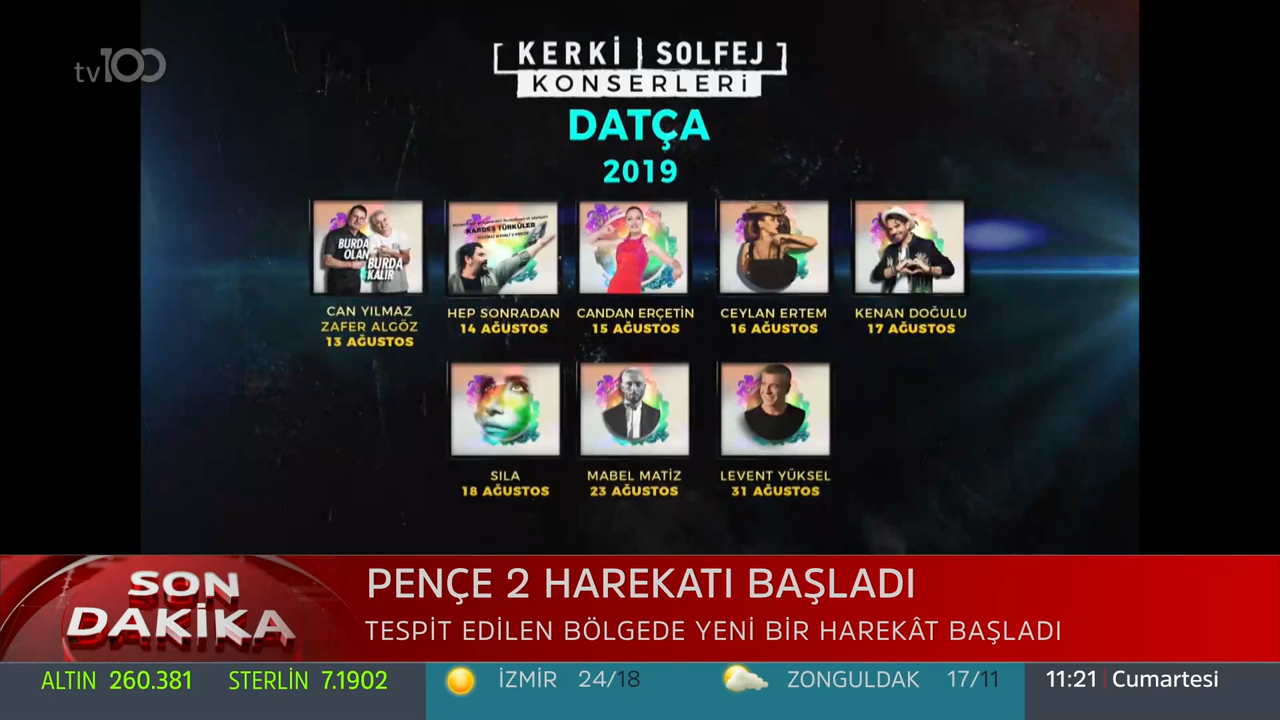 tv100
KERKİ | SOLFEJ
KONSERLERİ
DATÇA
2019
BURDA
OLAN
BURDA
KALIR
KARDEŞ TÜRKÜLER
CAN YILMAZ
ZAFER ALGÖZ
13 AĞUSTOS
HEP SONRADAN
14 AĞUSTOS
CANDAN ERÇETİN
15 AĞUSTOS
CEYLAN ERTEM
16 AĞUSTOS
KENAN DOĞULU
17 AĞUSTOS
SILA
18 AĞUSTOS
MABEL MATİZ
23 AĞUSTOS
LEVENT YÜKSEL
31 AĞUSTOS
SON
DAKİKA
PENÇE 2 HAREKATI BAŞLADI
TESPİT EDİLEN BÖLGEDE YENİ BİR HAREKÂT BAŞLADI
ALTIN 260.381 STERLİN 7.1902 İZMİR 24/18 ZONGULDAK 17/11 11:21 Cumartesi